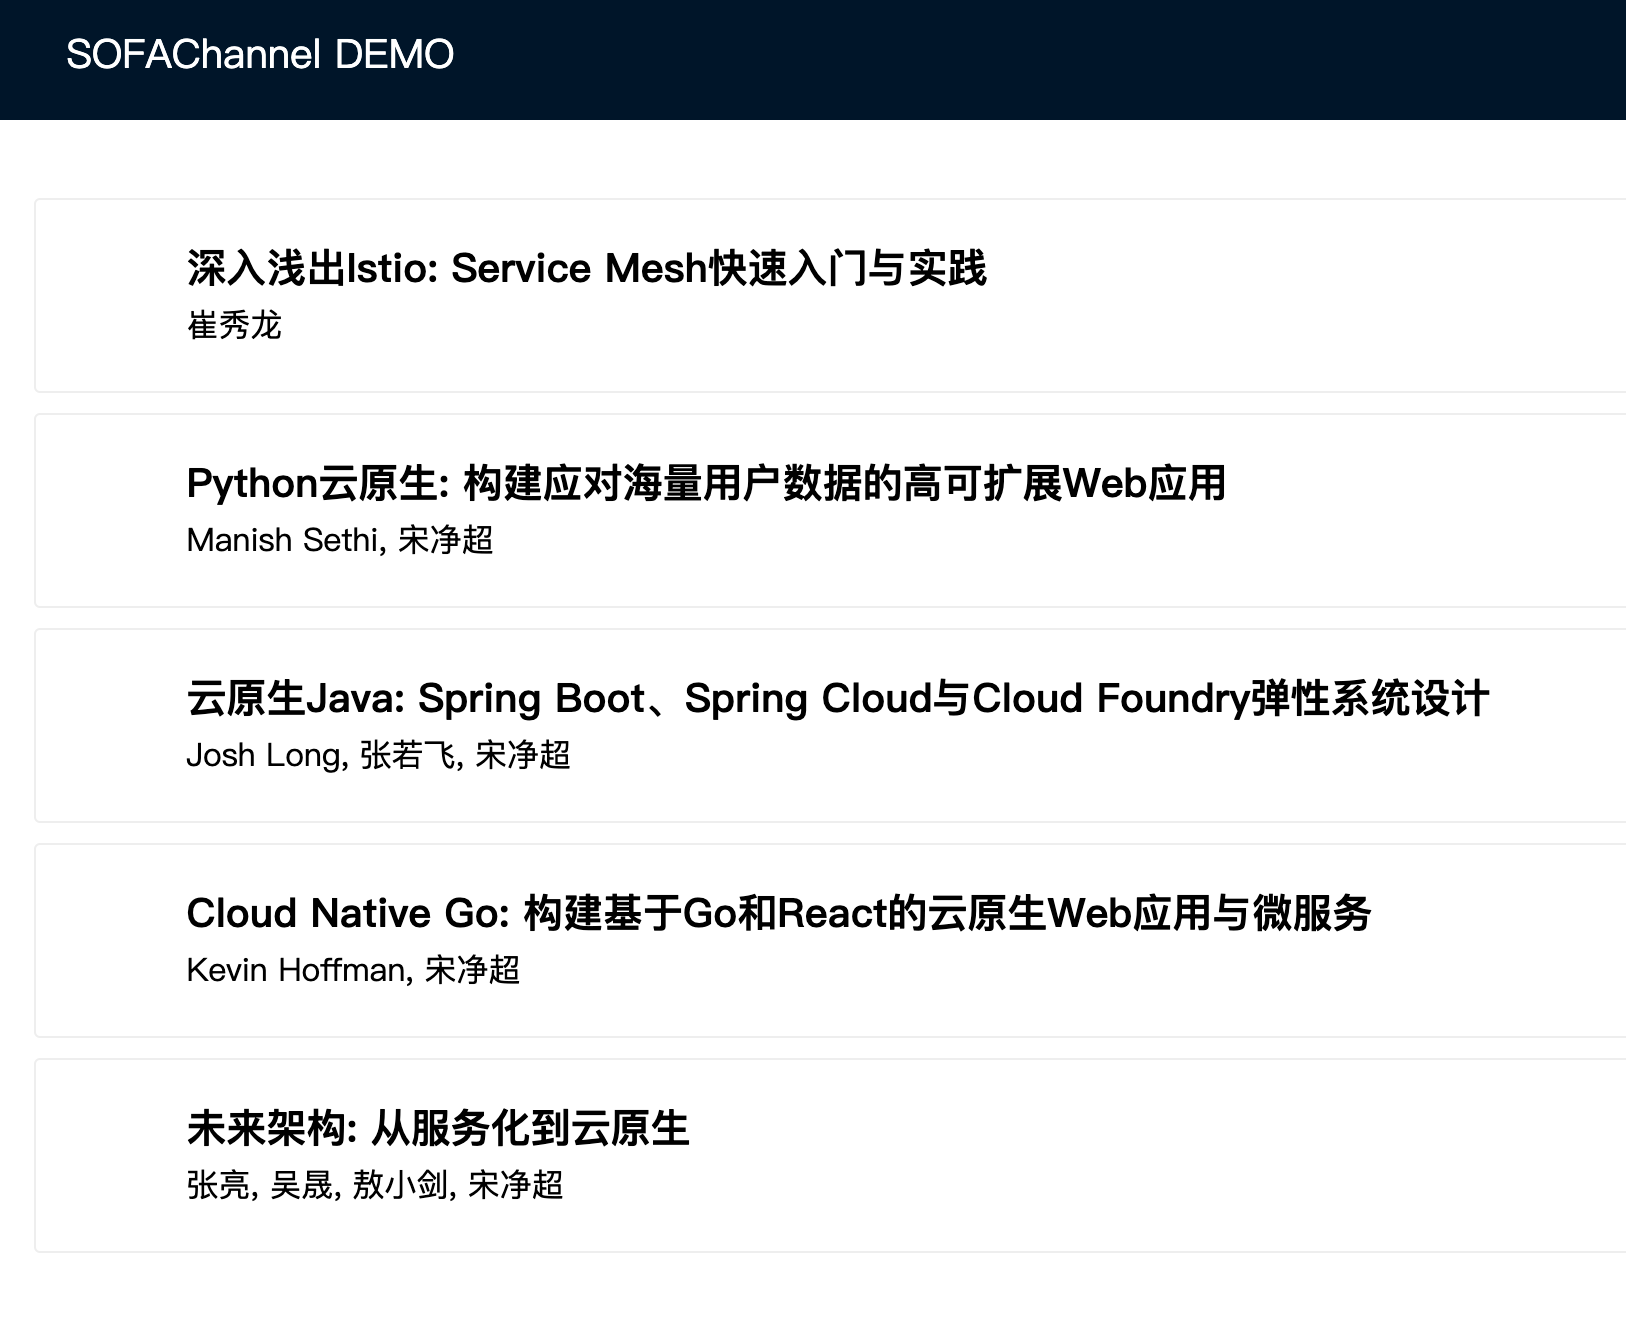 SOFAChannel DEMO
深入浅出Istio: Service Mesh快速入门与实践
崔秀龙
Python云原生: 构建应对海量用户数据的高可扩展Web应用
Manish Sethi, 宋净超
云原生Java: Spring Boot、Spring Cloud与Cloud Foundry弹性系统设计
Josh Long, 张若飞, 宋净超
Cloud Native Go: 构建基于Go和React的云原生Web应用与微服务
Kevin Hoffman, 宋净超
未来架构: 从服务化到云原生
张亮, 吴晟, 敖小剑, 宋净超